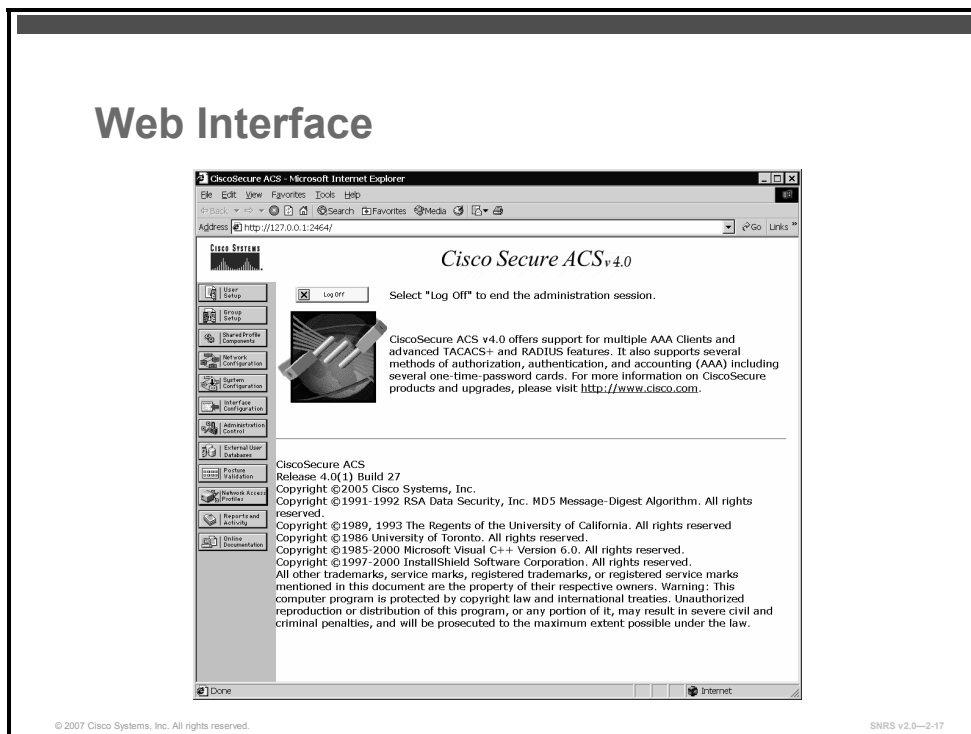 Web Interface
CiscoSecure ACS - Microsoft Internet Explorer
File Edit View Favorites Tools Help
Back Search Favorites Media
Address http://127.0.0.1:2464/ Go Links »
CISCO SYSTEMS
Cisco Secure ACS v4.0
User Setup
Group Setup
Shared Profile Components
Network Configuration
System Configuration
Interface Configuration
Administration Control
External User Databases
Posture Validation
Network Access Profiles
Reports and Activity
Online Documentation
Log Off
Select "Log Off" to end the administration session.
CiscoSecure ACS v4.0 offers support for multiple AAA Clients and
advanced TACACS+ and RADIUS features. It also supports several
methods of authorization, authentication, and accounting (AAA) including
several one-time-password cards. For more information on CiscoSecure
products and upgrades, please visit http://www.cisco.com.
CiscoSecure ACS
Release 4.0(1) Build 27
Copyright ©2005 Cisco Systems, Inc.
Copyright ©1991-1992 RSA Data Security, Inc. MD5 Message-Digest Algorithm. All rights
reserved.
Copyright ©1989, 1993 The Regents of the University of California. All rights reserved
Copyright ©1986 University of Toronto. All rights reserved.
Copyright ©1985-2000 Microsoft Visual C++ Version 6.0. All rights reserved.
Copyright ©1997-2000 InstallShield Software Corporation. All rights reserved.
All other trademarks, service marks, registered trademarks, or registered service marks
mentioned in this document are the property of their respective owners. Warning: This
computer program is protected by copyright law and international treaties. Unauthorized
reproduction or distribution of this program, or any portion of it, may result in severe civil and
criminal penalties, and will be prosecuted to the maximum extent possible under the law.
Done Internet
© 2007 Cisco Systems, Inc. All rights reserved. SNRS v2.0—2-17